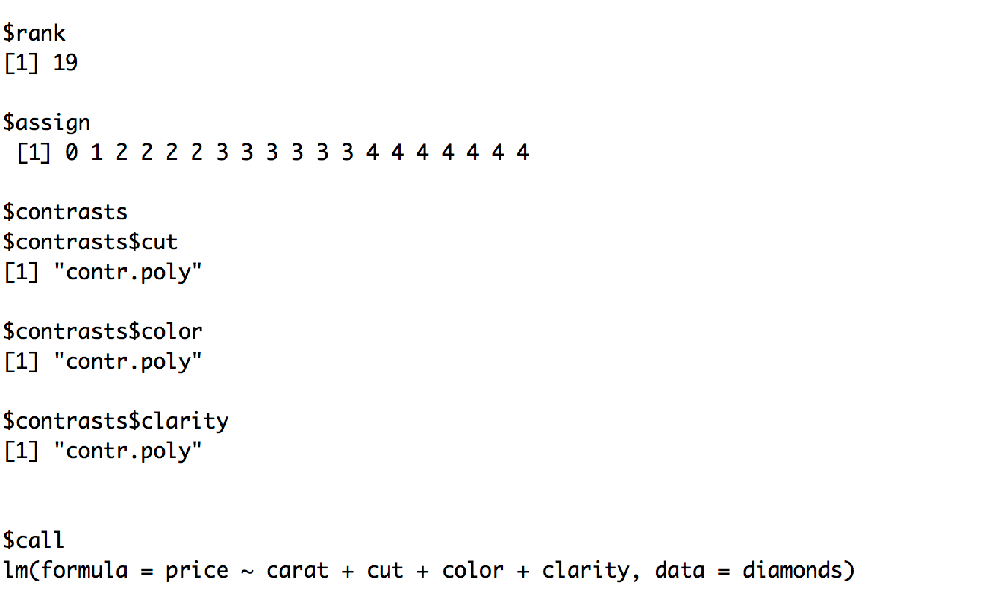 $rank
[1] 19
$assign
 [1] 0 1 2 2 2 2 3 3 3 3 3 3 4 4 4 4 4 4 4
$contrasts
$contrasts$cut
[1] "contr.poly"
$contrasts$color
[1] "contr.poly"
$contrasts$clarity
[1] "contr.poly"
$call
lm(formula = price ~ carat + cut + color + clarity, data = diamonds)